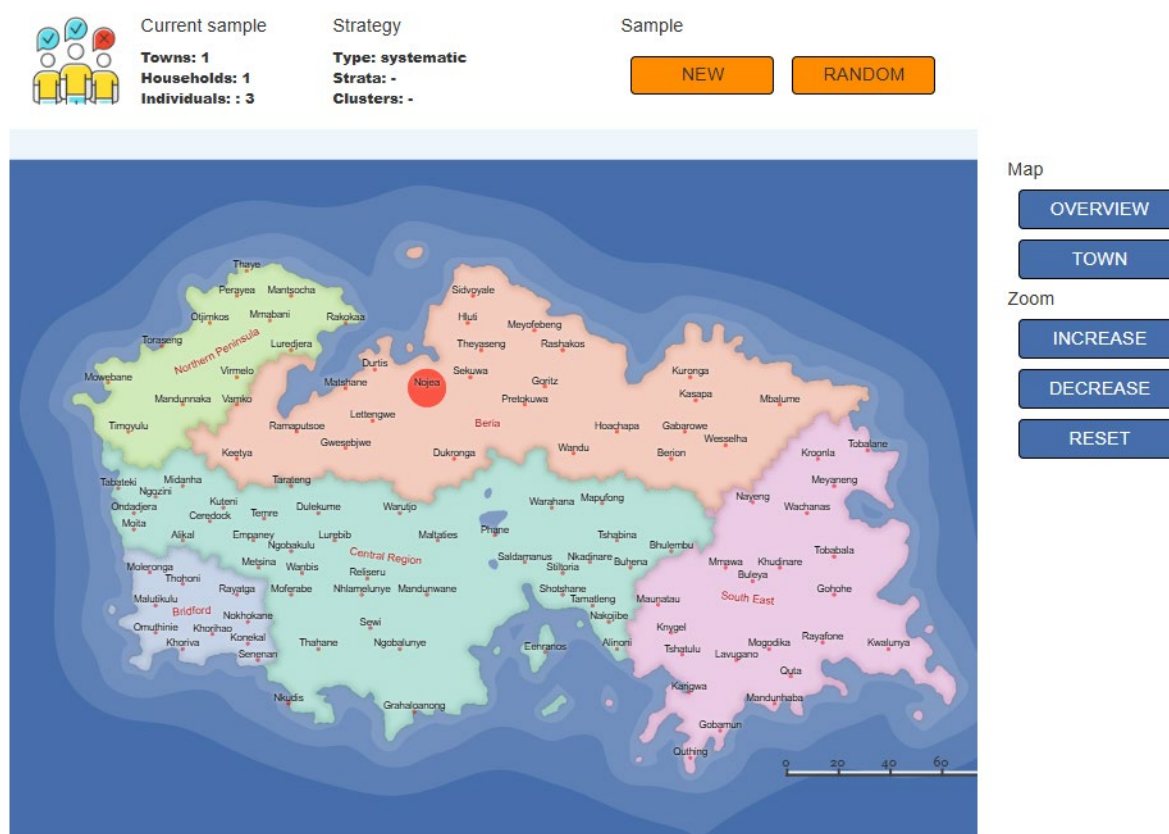 Current sample
Towns: 1
Households: 1
Individuals: : 3
Strategy
Type: systematic
Strata: -
Clusters: -
Sample
NEW
RANDOM
Map
OVERVIEW
TOWN
Zoom
INCREASE
DECREASE
RESET
Thaye
Perayea
Mantsocha
Otjimkos
Mmabani
Rakokaa
Toraseng
Northern Peninsula
Luredjera
Mowebane
Virmelo
Mandunnaka
Vamko
Timgyulu
Sidvoyale
Hluti
Meyofebeng
Theyaseng
Rashakos
Durtis
Matshane
Nojea
Sekuwa
Goritz
Kuronga
Pretokuwa
Kasapa
Mbalume
Lettengwe
Ramaputsoe
Beria
Hoachapa
Gabarowe
Gwesebjwe
Wesselha
Keetya
Dukronga
Wandu
Berion
Tobalane
Kroonla
Tabateki
Midanha
Tarateng
Ngozini
Meyaneng
Ondadjera
Kuteni
Dulekume
Warutjo
Warahana
Mapufong
Nayeng
Wachanas
Moita
Ceredock
Temre
Phane
Alikal
Empaney
Lurebib
Maltaties
Tshabina
Ngobakulu
Central Region
Bhulembu
Tobabala
Metsina
Wanbis
Reliseru
Saldamanus
Nkadinare
Stiltoria
Buhena
Mmawa
Khudinare
Buleya
Moleronga
Thohoni
Rayatga
Moferabe
Nhlamelunye
Mandunwane
Shotshane
Tamatleng
Maunatau
South East
Gohohe
Malutikulu
Bridford
Nokhokane
Nakojibe
Omuthinie
Khorihao
Konekal
Sewi
Knygel
Khoriva
Senenan
Thahane
Ngobalunye
Eenranos
Alinoni
Tshatulu
Mogodika
Rayafone
Kwalunya
Lavugano
Quta
Nkudis
Grahaloanong
Karigwa
Mandunhaba
Gobamun
Quthing
0 20 40 60